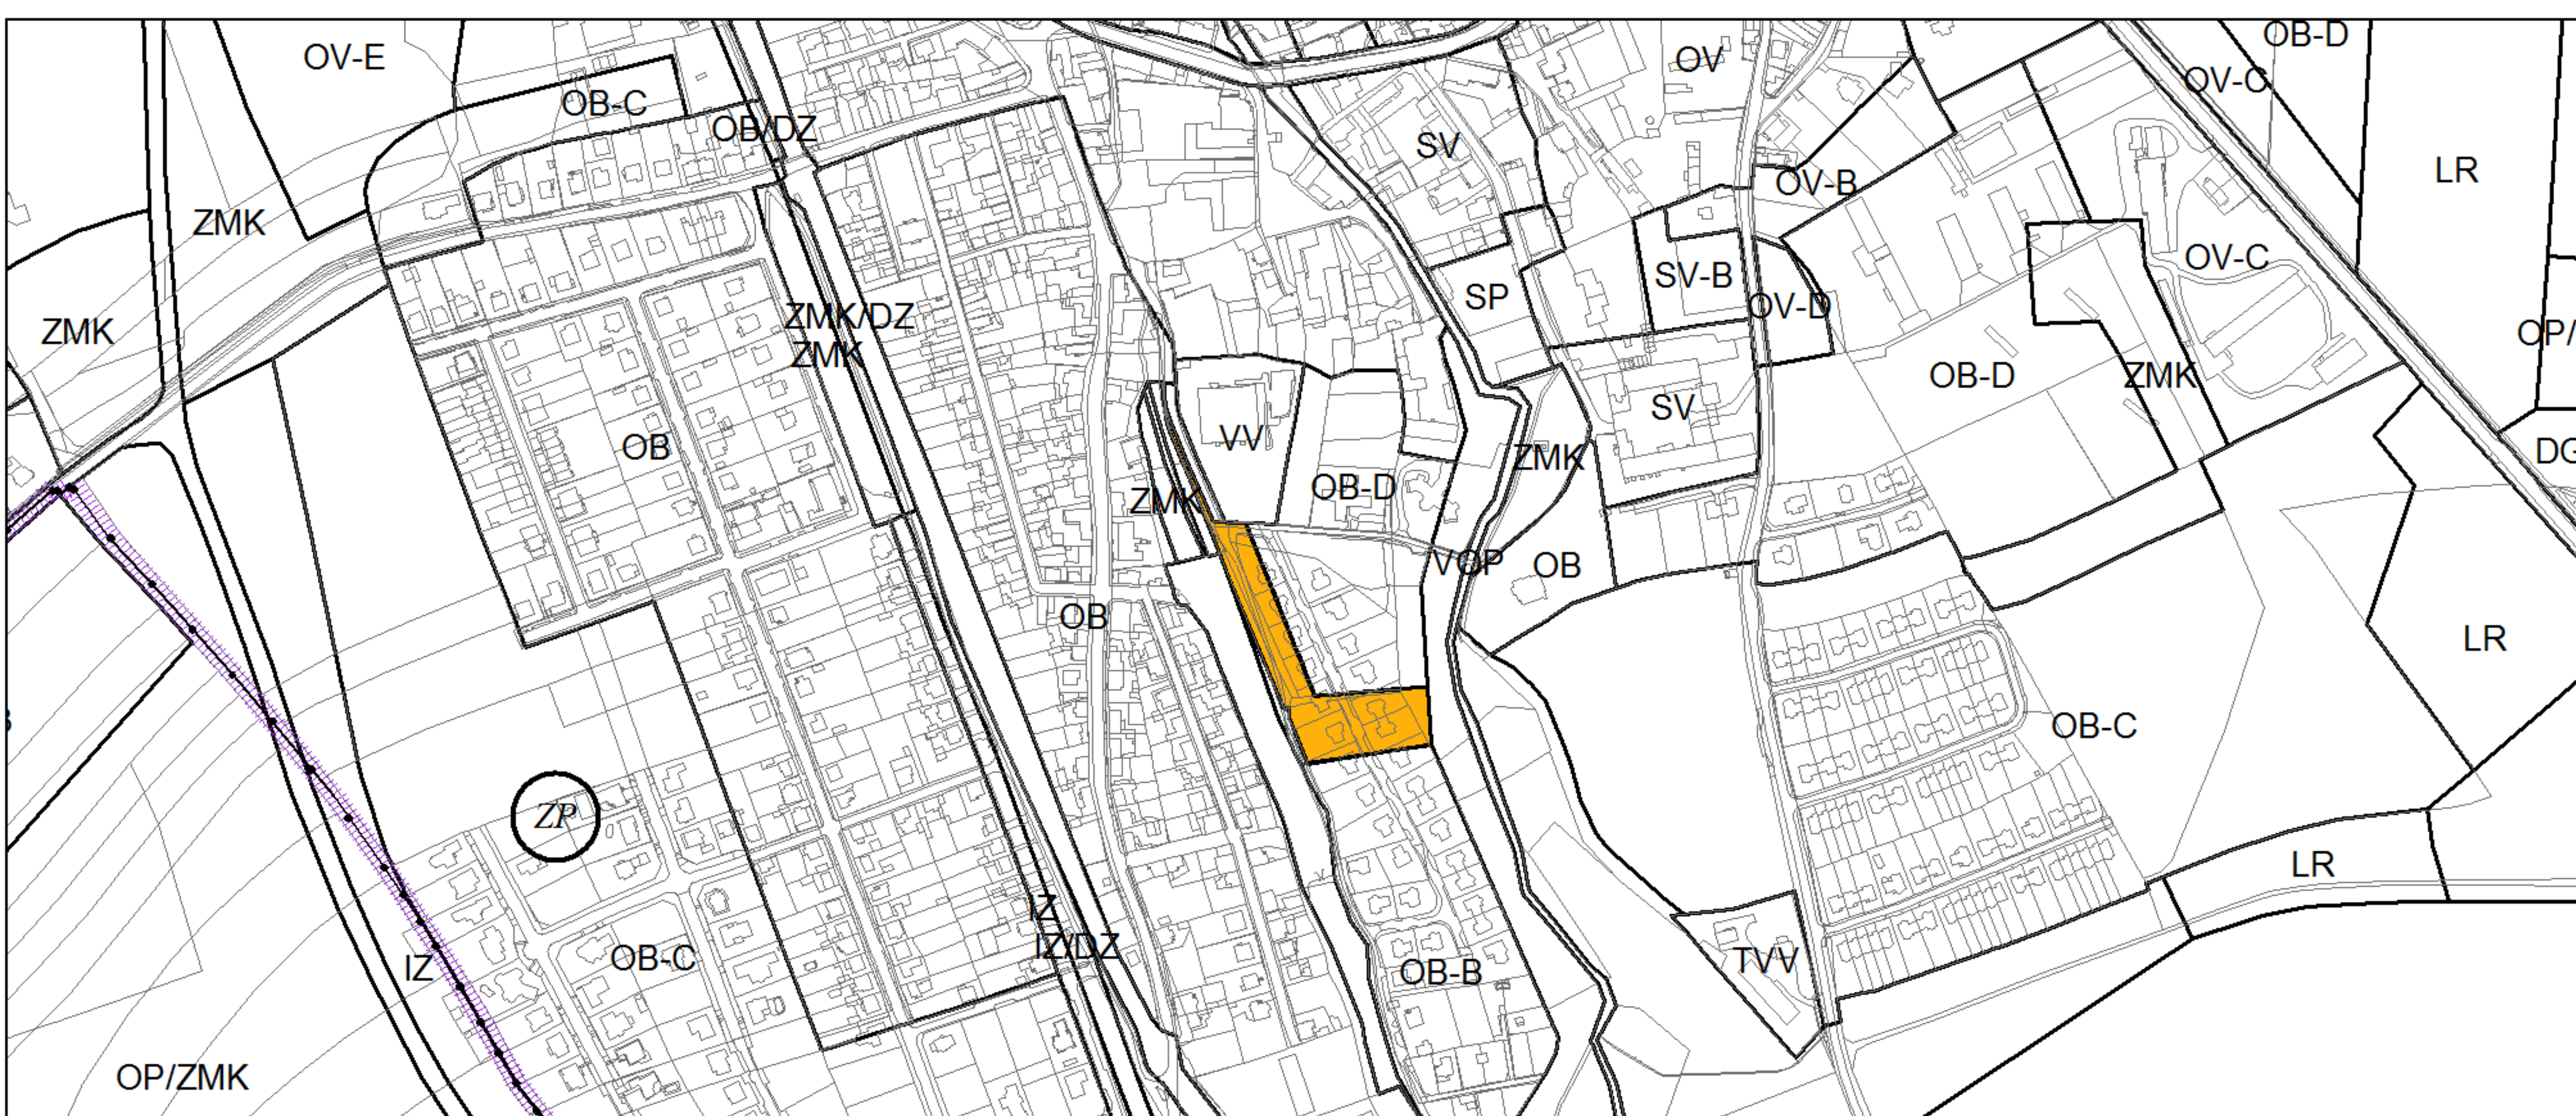 OB-D
OV-E
OV
OV-C
OB-C
OB/DZ
SV
LR
OV-B
ZMK
OV-C
SV-B
SP
OV-D
ZMK/DZ
ZMK
OP/
ZMK
OB-D
ZMK
SV
VV
OB
DG
ZMK
OB-D
ZMK
VOP
OB
OB
LR
OB-C
ZP
LR
IZ
IZ/DZ
OB-C
TVV
IZ
OB-B
OP/ZMK